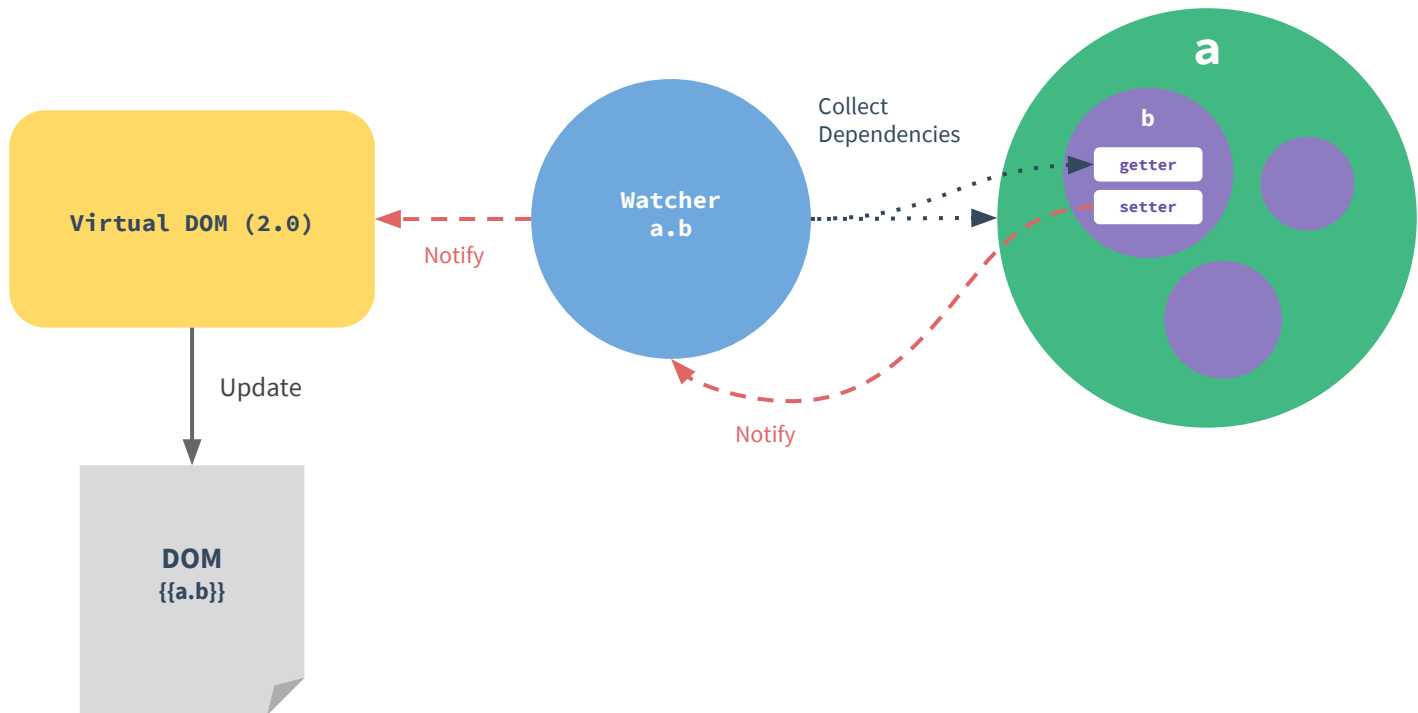 a
Collect
Dependencies
b
getter
setter
Watcher
a.b
Virtual DOM (2.0)
Notify
Update
Notify
DOM
{{a.b}}